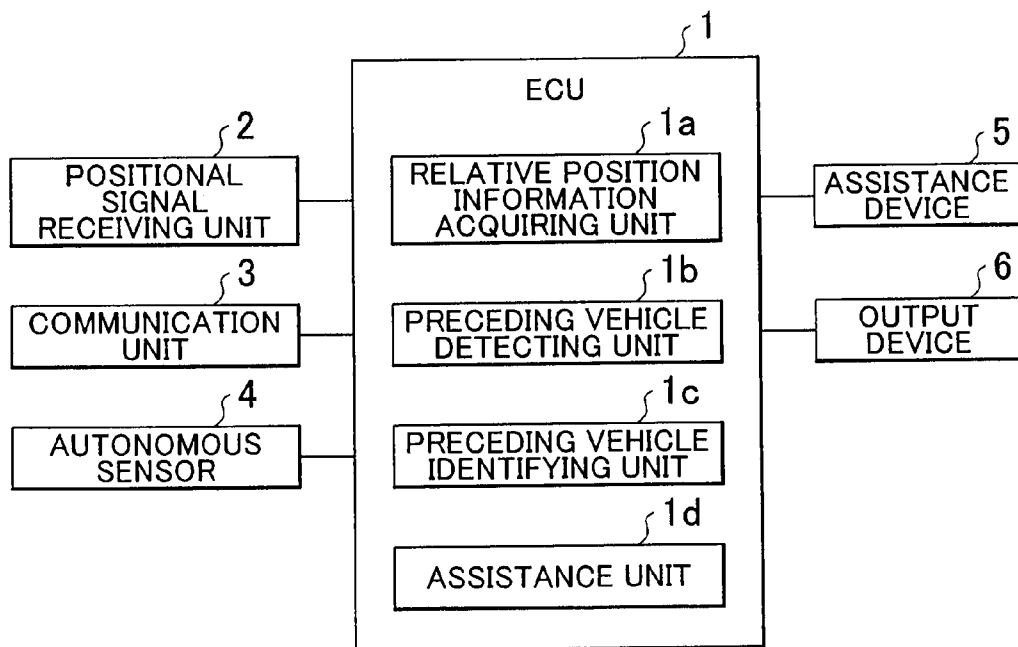 1
ECU
2
POSITIONAL
SIGNAL
RECEIVING UNIT
3
COMMUNICATION
UNIT
4
AUTONOMOUS
SENSOR
1a
RELATIVE POSITION
INFORMATION
ACQUIRING UNIT
1b
PRECEDING VEHICLE
DETECTING UNIT
1c
PRECEDING VEHICLE
IDENTIFYING UNIT
1d
ASSISTANCE UNIT
5
ASSISTANCE
DEVICE
6
OUTPUT
DEVICE